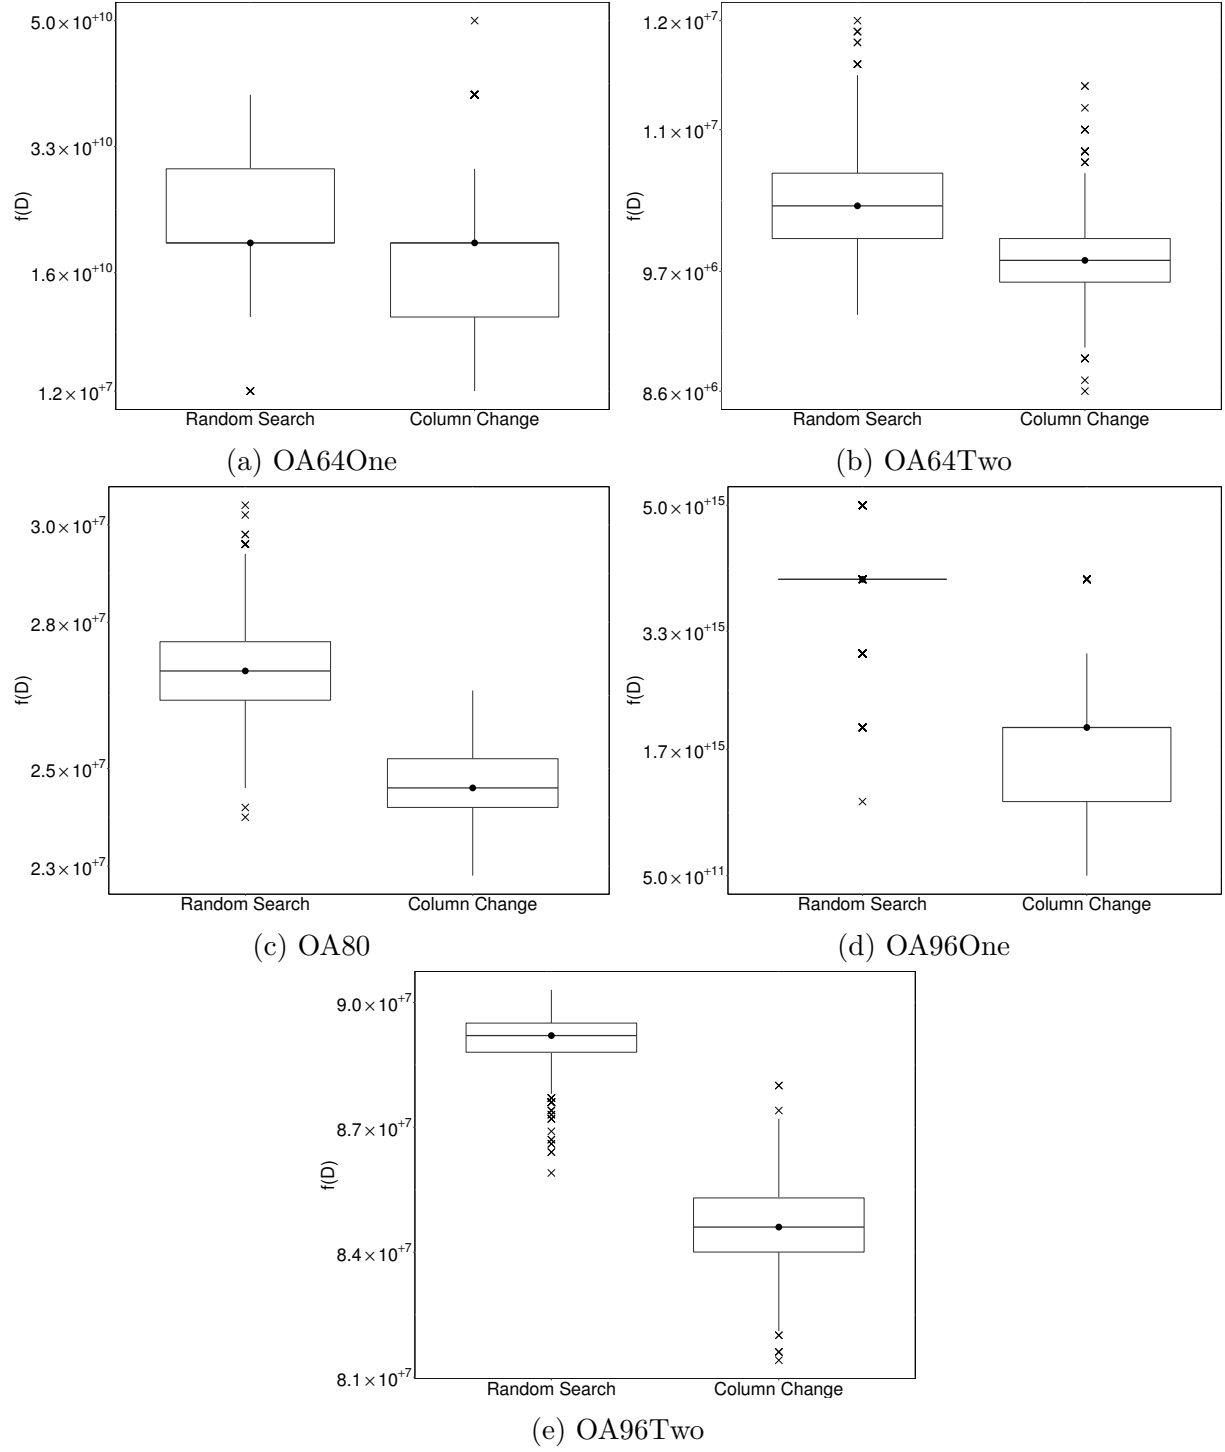 5.0×10⁺¹⁰
3.3×10⁺¹⁰
f(D)
1.6×10⁺¹⁰
1.2×10⁺⁷
Random Search Column Change
(a) OA64One
1.2×10⁺⁷
1.1×10⁺⁷
f(D)
9.7×10⁺⁶
8.6×10⁺⁶
Random Search Column Change
(b) OA64Two
3.0×10⁺⁷
2.8×10⁺⁷
f(D)
2.5×10⁺⁷
2.3×10⁺⁷
Random Search Column Change
(c) OA80
5.0×10⁺¹⁵
3.3×10⁺¹⁵
f(D)
1.7×10⁺¹⁵
5.0×10⁺¹¹
Random Search Column Change
(d) OA96One
9.0×10⁺⁷
8.7×10⁺⁷
f(D)
8.4×10⁺⁷
8.1×10⁺⁷
Random Search Column Change
(e) OA96Two